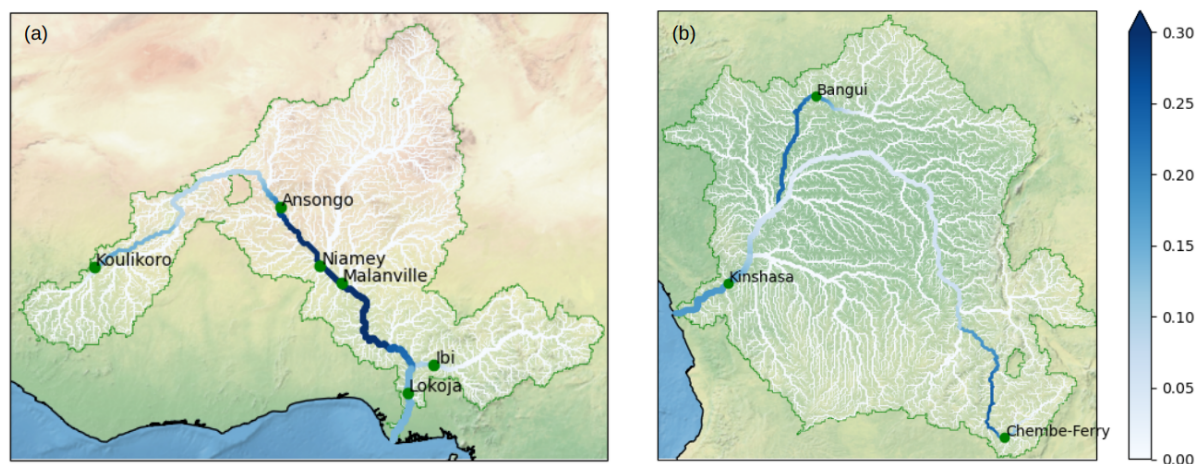 (a)
Ansongo
Koulikoro
Niamey
Malanville
Ibi
Lokoja
(b)
Bangui
Kinshasa
Chembe-Ferry
0.30
0.25
0.20
0.15
0.10
0.05
0.00